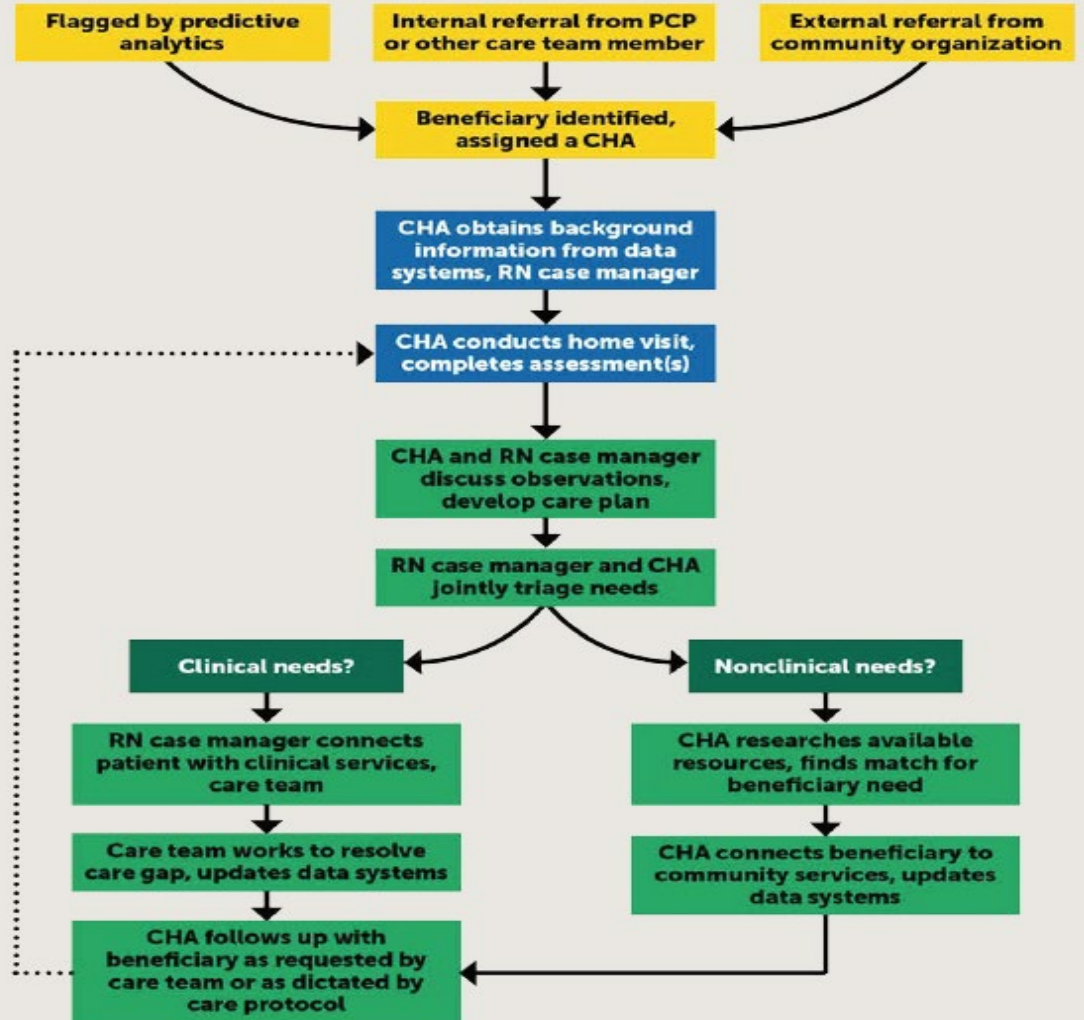 Flagged by predictive
analytics
Internal referral from PCP
or other care team member
External referral from
community organization
Beneficiary identified,
assigned a CHA
CHA obtains background
information from data
systems, RN case manager
CHA conducts home visit,
completes assessment(s)
CHA and RN case manager
discuss observations,
develop care plan
RN case manager and CHA
jointly triage needs
Clinical needs?
Nonclinical needs?
RN case manager connects
patient with clinical services,
care team
CHA researches available
resources, finds match for
beneficiary need
Care team works to resolve
care gap, updates data systems
CHA connects beneficiary to
community services, updates
data systems
CHA follows up with
beneficiary as requested by
care team or as dictated by
care protocol